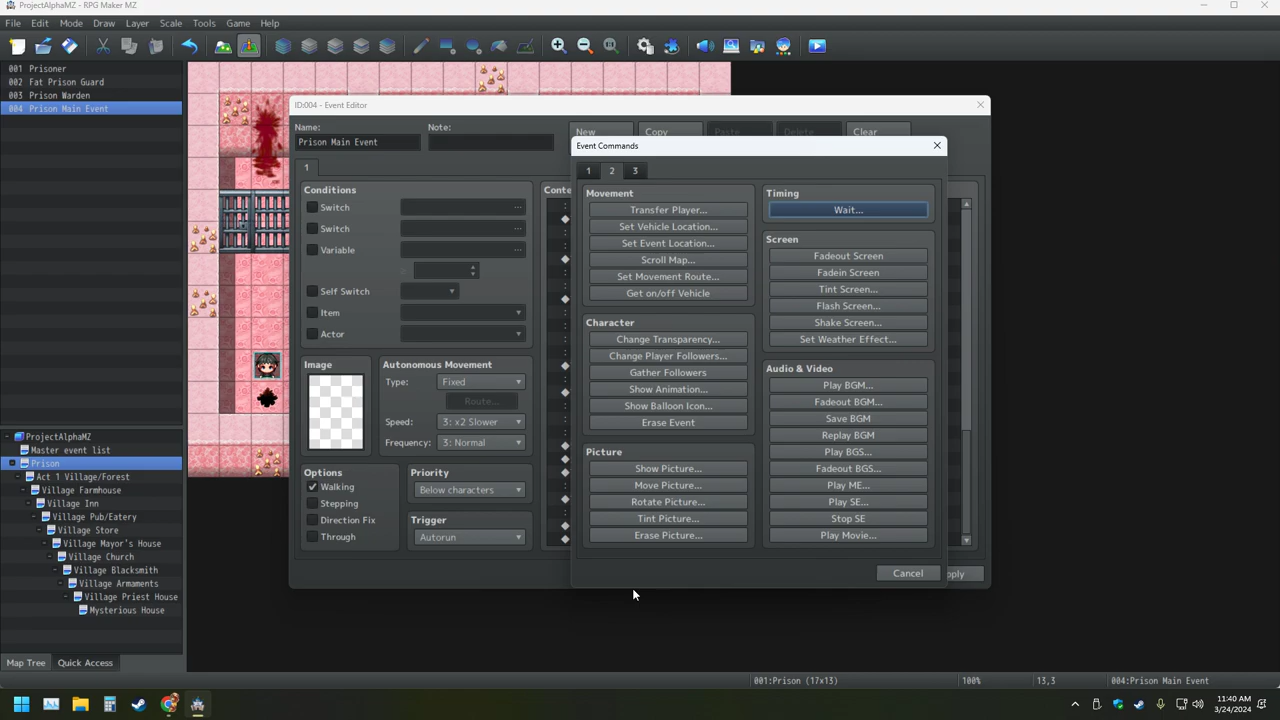 ProjectAlphaMZ - RPG Maker MZ
File Edit Mode Draw Layer Scale Tools Game Help
001 Prisoner
002 Fat Prison Guard
003 Prison Warden
004 Prison Main Event
ID:004 - Event Editor
Name:
Note:
Prison Main Event
New
Copy
Paste
Delete
Clear
1
Conditions
Switch
Switch
Variable
Self Switch
Item
Actor
Image
Autonomous Movement
Type: Fixed
Route...
Speed: 3: x2 Slower
Frequency: 3: Normal
Options
Walking
Stepping
Direction Fix
Through
Priority
Below characters
Trigger
Autorun
Conte
Event Commands
1 2 3
Movement
Transfer Player...
Set Vehicle Location...
Set Event Location...
Scroll Map...
Set Movement Route...
Get on/off Vehicle
Character
Change Transparency...
Change Player Followers...
Gather Followers
Show Animation...
Show Balloon Icon...
Erase Event
Picture
Show Picture...
Move Picture...
Rotate Picture...
Tint Picture...
Erase Picture...
Timing
Wait...
Screen
Fadeout Screen
Fadein Screen
Tint Screen...
Flash Screen...
Shake Screen...
Set Weather Effect...
Audio & Video
Play BGM...
Fadeout BGM...
Save BGM
Replay BGM
Play BGS...
Fadeout BGS...
Play ME...
Play SE...
Stop SE
Play Movie...
Cancel
pply
ProjectAlphaMZ
Master event list
Prison
Act 1 Village/Forest
Village Farmhouse
Village Inn
Village Pub/Eatery
Village Store
Village Mayor's House
Village Church
Village Blacksmith
Village Armaments
Village Priest House
Mysterious House
Map Tree
Quick Access
001:Prison (17x13)
100%
13,3
004:Prison Main Event
11:40 AM
3/24/2024